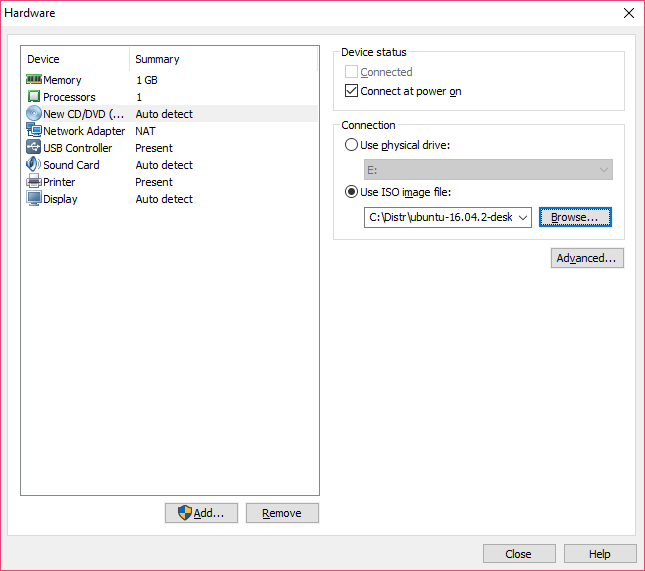 Hardware
Device Summary
Memory 1 GB
Processors 1
New CD/DVD (... Auto detect
Network Adapter NAT
USB Controller Present
Sound Card Auto detect
Printer Present
Display Auto detect
Add... Remove
Device status
Connected
Connect at power on
Connection
Use physical drive:
E:
Use ISO image file:
C:\Distr\ubuntu-16.04.2-desk Browse...
Advanced...
Close Help